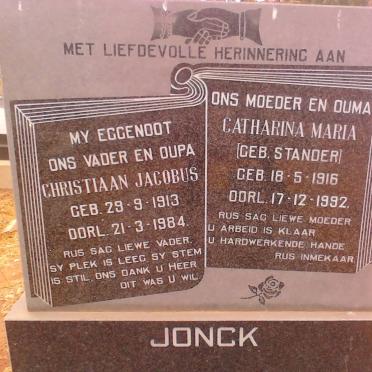 MET LIEFDEVOLLE HERINNERING AAN
MY EGGENOOT
ONS VADER EN OUPA
CHRISTIAAN JACOBUS
GEB. 29-9-1913
OORL. 21-3-1984
RUS SAG LIEWE VADER,
SY PLEK IS LEEG SY STEM
IS STIL, ONS DANK U HEER
DIT WAS U WIL.
ONS MOEDER EN OUMA
CATHARINA MARIA
(GEB. STANDER)
GEB. 18-5-1916
OORL. 17-12-1992.
RUS SAG LIEWE MOEDER
U ARBEID IS KLAAR
U HARDWERKENDE HANDE
RUS INMEKAAR
JONCK